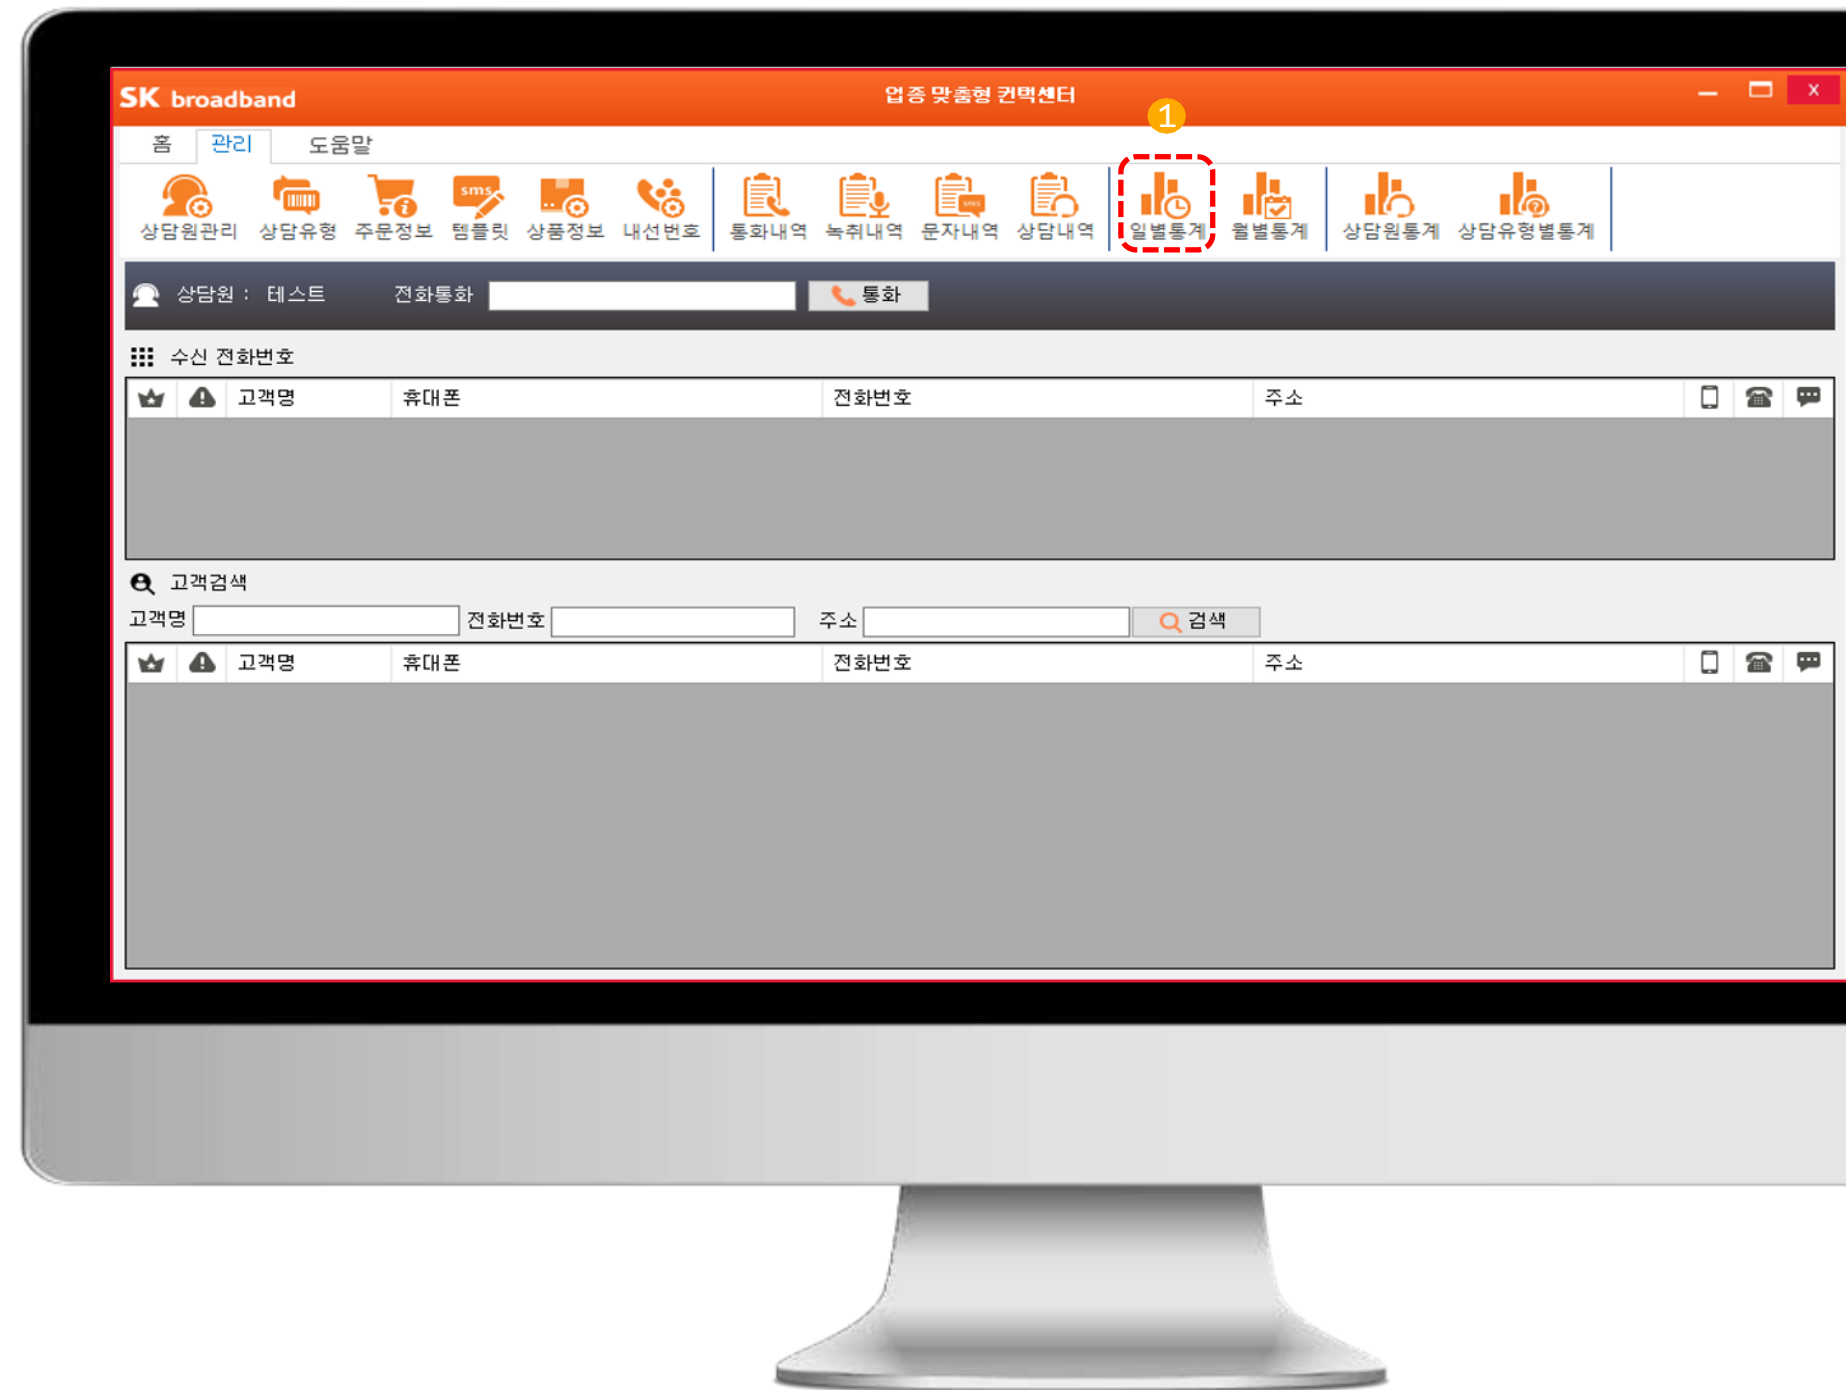 SK broadband
업종 맞춤형 컨택센터
x
1
홈 관리 도움말
sms
sms
상담원관리 상담유형 주문정보 템플릿 상품정보 내선번호 통화내역 녹취내역 문자내역 상담내역 일별통계 월별통계 상담원통계 상담유형별통계
상담원 : 테스트 전화통화 통화
수신 전화번호
고객명 휴대폰 전화번호 주소
고객검색
고객명 전화번호 주소 검색
고객명 휴대폰 전화번호 주소